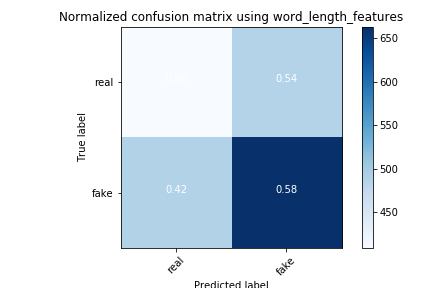 Normalized confusion matrix using word_length_features
real
0.54
650
600
True label
550
500
fake
0.42
0.58
450
real
fake
Predicted label